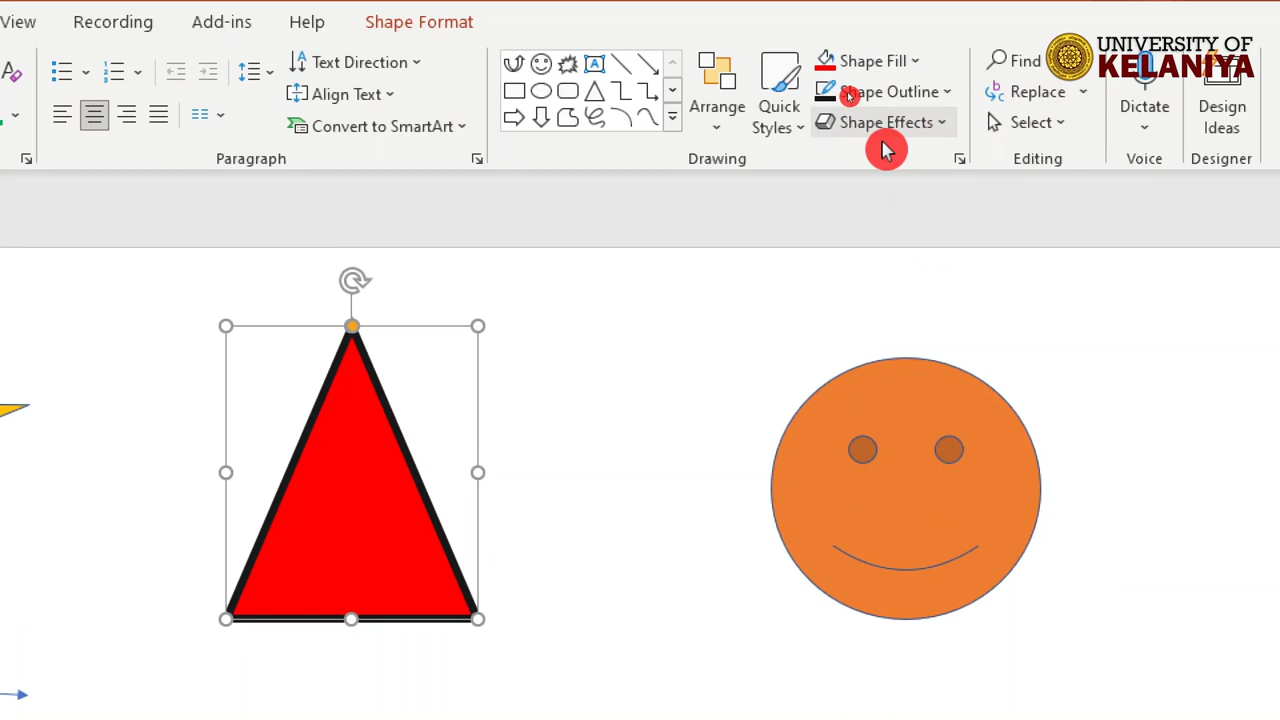 View Recording Add-ins Help Shape Format
Text Direction
Align Text
Convert to SmartArt
Paragraph
A
Arrange
Quick
Styles
Shape Fill
Shape Outline
Shape Effects
Drawing
Find
Replace
Select
Editing
Dictate
Voice
Design
Ideas
Designer
UNIVERSITY OF
KELANIYA